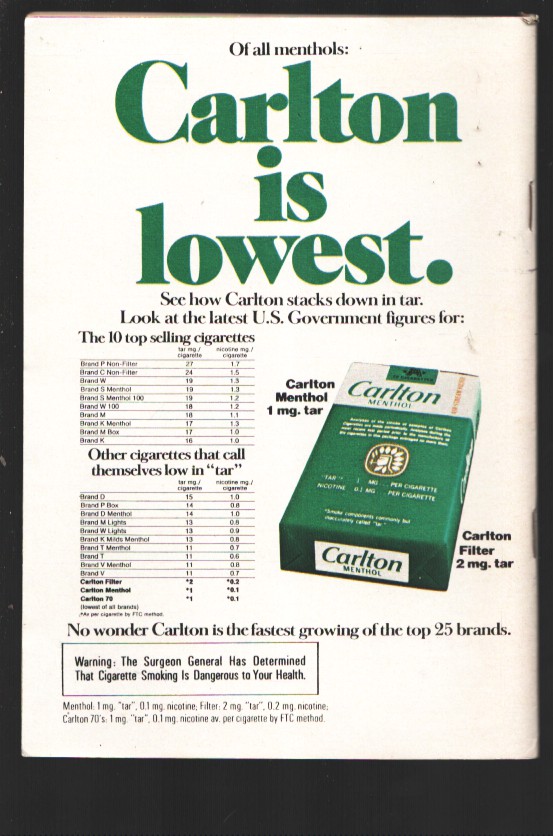 Of all menthols:
Carlton
is
lowest.
See how Carlton stacks down in tar.
Look at the latest U.S. Government figures for:
The 10 top selling cigarettes
tar mg./ nicotine mg./
cigarette cigarette
Brand P Non-Filter 27 1.7
Brand C Non-Filter 24 1.5
Brand W 19 1.3
Brand S Menthol 19 1.3
Brand S Menthol 100 19 1.2
Brand W 100 18 1.2
Brand M 18 1.1
Brand K Menthol 17 1.3
Brand M Box 17 1.0
Brand K 16 1.0
Other cigarettes that call
themselves low in "tar"
tar mg./ nicotine mg./
cigarette cigarette
Brand D 15 1.0
Brand P Box 14 0.8
Brand D Menthol 14 1.0
Brand M Lights 13 0.8
Brand W Lights 13 0.9
Brand K Milds Menthol 13 0.8
Brand T Menthol 11 0.7
Brand T 11 0.6
Brand V Menthol 11 0.8
Brand V 11 0.7
Carlton Filter *2 *0.2
Carlton Menthol *1 *0.1
Carlton 70 *1 *0.1
(lowest of all brands)
*As per cigarette by FTC method.
Carlton
Menthol
1 mg. tar
Carlton
MENTHOL
"TAR" 1 MG. ... PER CIGARETTE
NICOTINE 0.1 MG ... PER CIGARETTE
*Smoke components commonly but
inaccurately called "tar"
Carlton
MENTHOL
Carlton
Filter
2 mg. tar
No wonder Carlton is the fastest growing of the top 25 brands.
Warning: The Surgeon General Has Determined
That Cigarette Smoking Is Dangerous to Your Health.
Menthol: 1 mg. "tar", 0.1 mg. nicotine; Filter: 2 mg. "tar", 0.2 mg. nicotine;
Carlton 70's: 1 mg. "tar", 0.1 mg. nicotine av. per cigarette by FTC method.